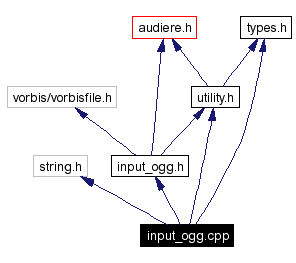 audiere.h
types.h
vorbis/vorbisfile.h
utility.h
string.h
input_ogg.h
input_ogg.cpp